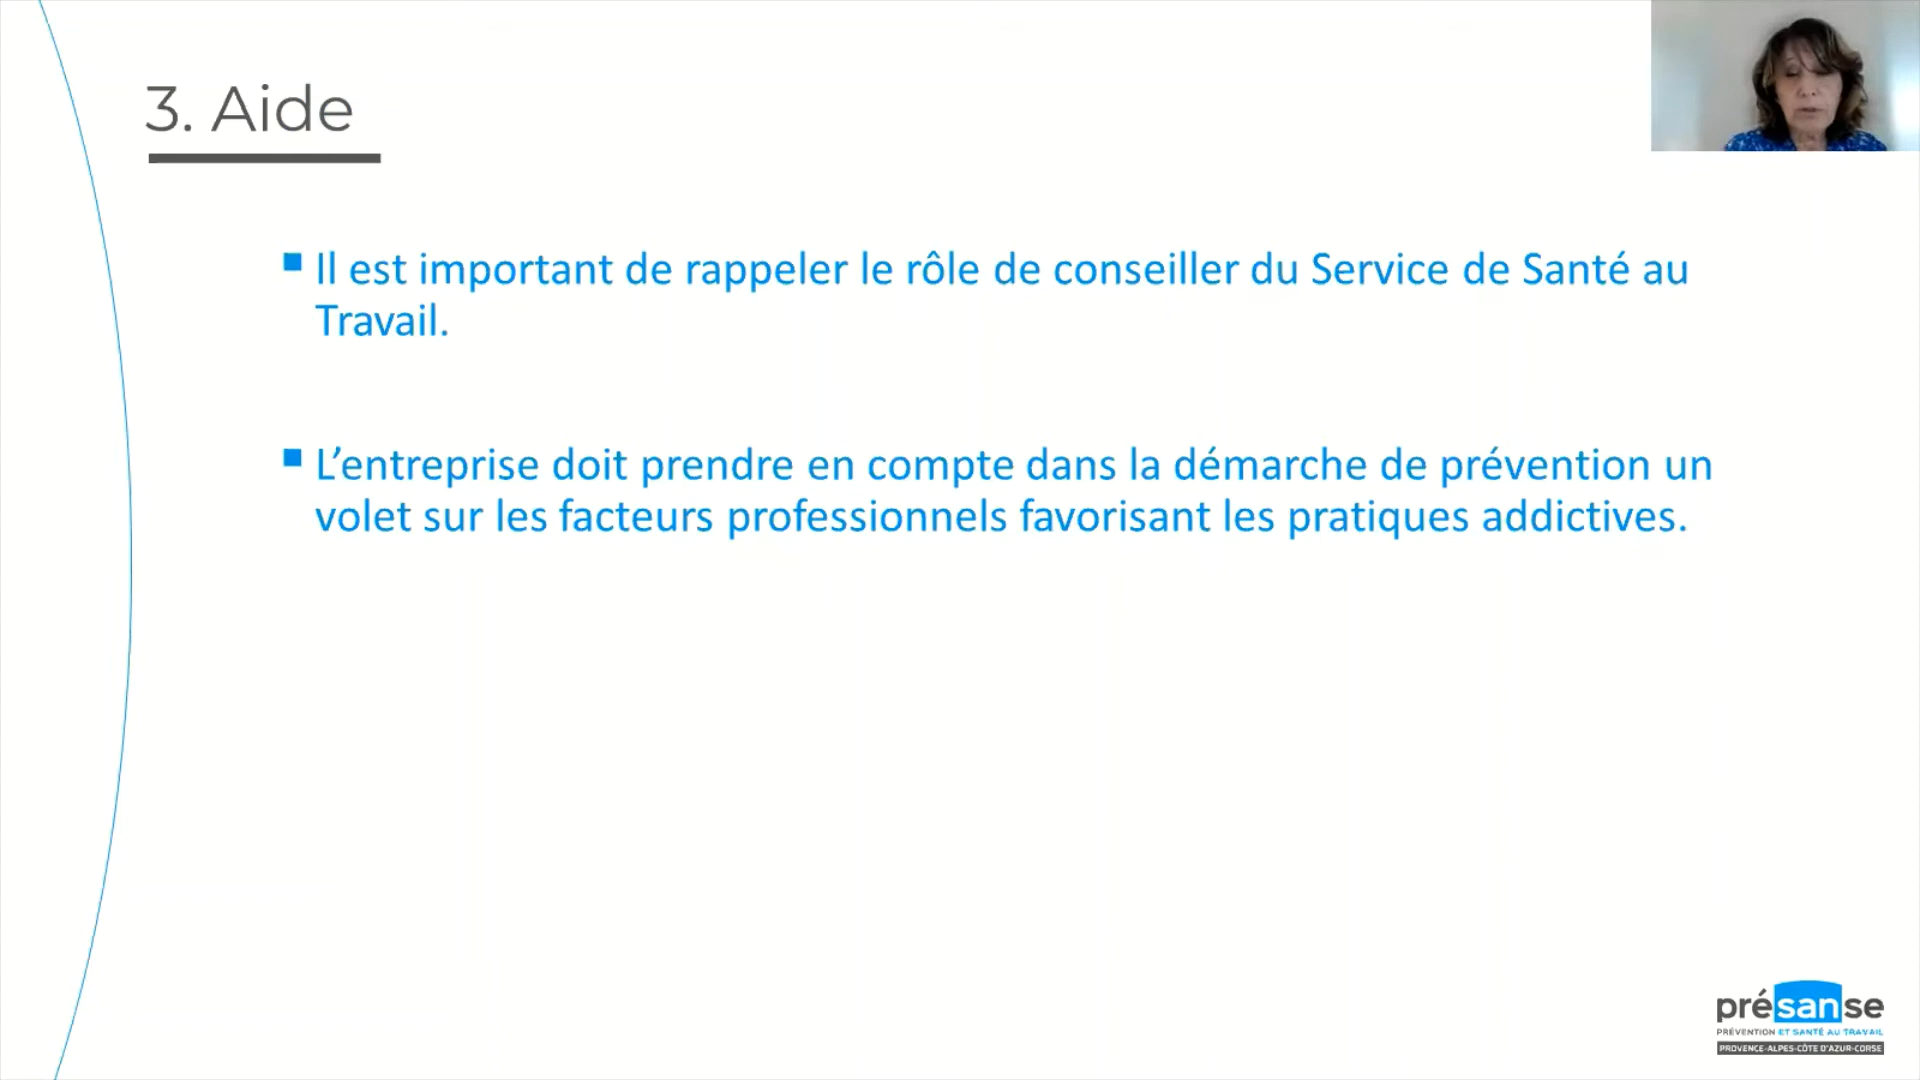 3. Aide
Il est important de rappeler le rôle de conseiller du Service de Santé au
Travail.
L’entreprise doit prendre en compte dans la démarche de prévention un
volet sur les facteurs professionnels favorisant les pratiques addictives.
présanse
PRÉVENTION ET SANTÉ AU TRAVAIL
PROVENCE-ALPES-CÔTE D'AZUR-CORSE